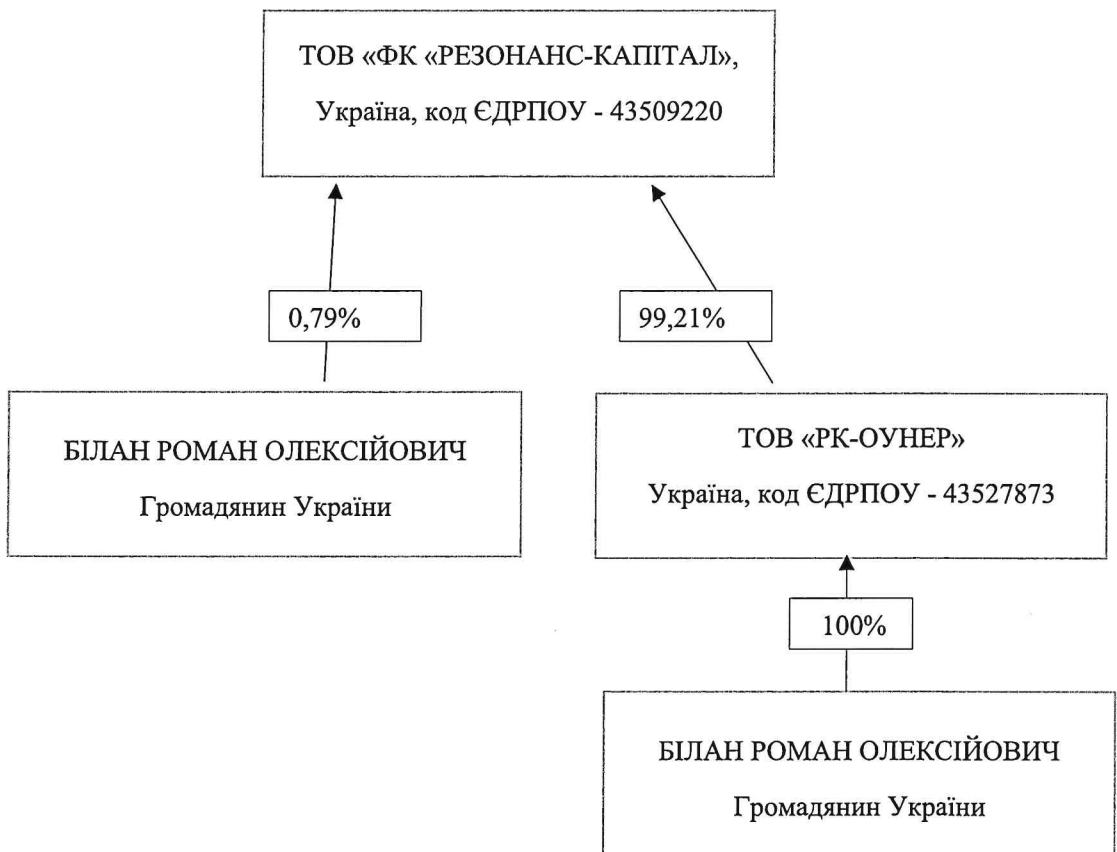 ТОВ «ФК «РЕЗОНАНС-КАПІТАЛ»,
Україна, код ЄДРПОУ - 43509220
0,79%
99,21%
БІЛАН РОМАН ОЛЕКСІЙОВИЧ
Громадянин України
ТОВ «РК-ОУНЕР»
Україна, код ЄДРПОУ - 43527873
100%
БІЛАН РОМАН ОЛЕКСІЙОВИЧ
Громадянин України